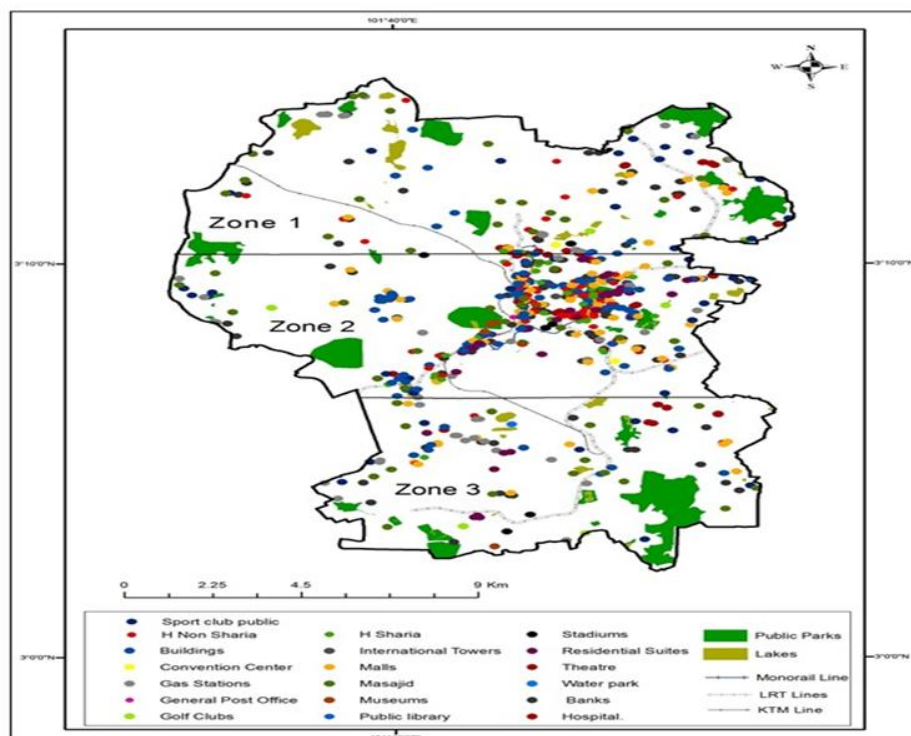 101°40'0"E
N
W E
S
Zone 1
3°10'0"N
3°10'0"N
Zone 2
Zone 3
0 2.25 4.5 9 Km
3°0'0"N
3°0'0"N
Sport club public
H Non Sharia
Buildings
Convention Center
Gas Stations
General Post Office
Golf Clubs
H Sharia
International Towers
Malls
Masajid
Museums
Public library
Stadiums
Residential Suites
Theatre
Water park
Banks
Hospital.
Public Parks
Lakes
Monorail Line
LRT Lines
KTM Line